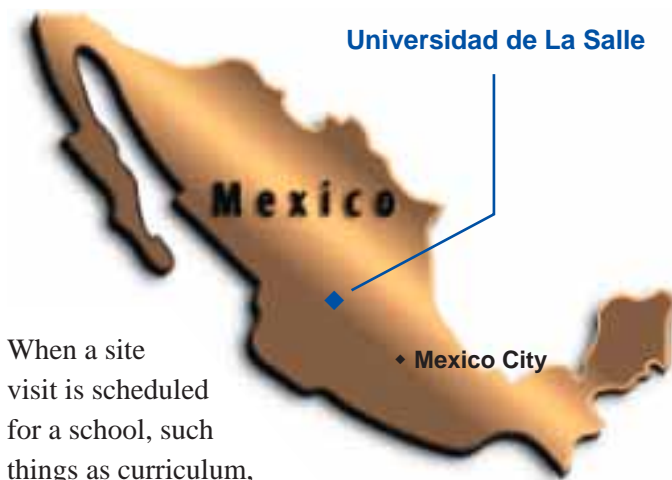 Universidad de La Salle
Mexico
Mexico City
When a site
visit is scheduled
for a school, such
things as curriculum,